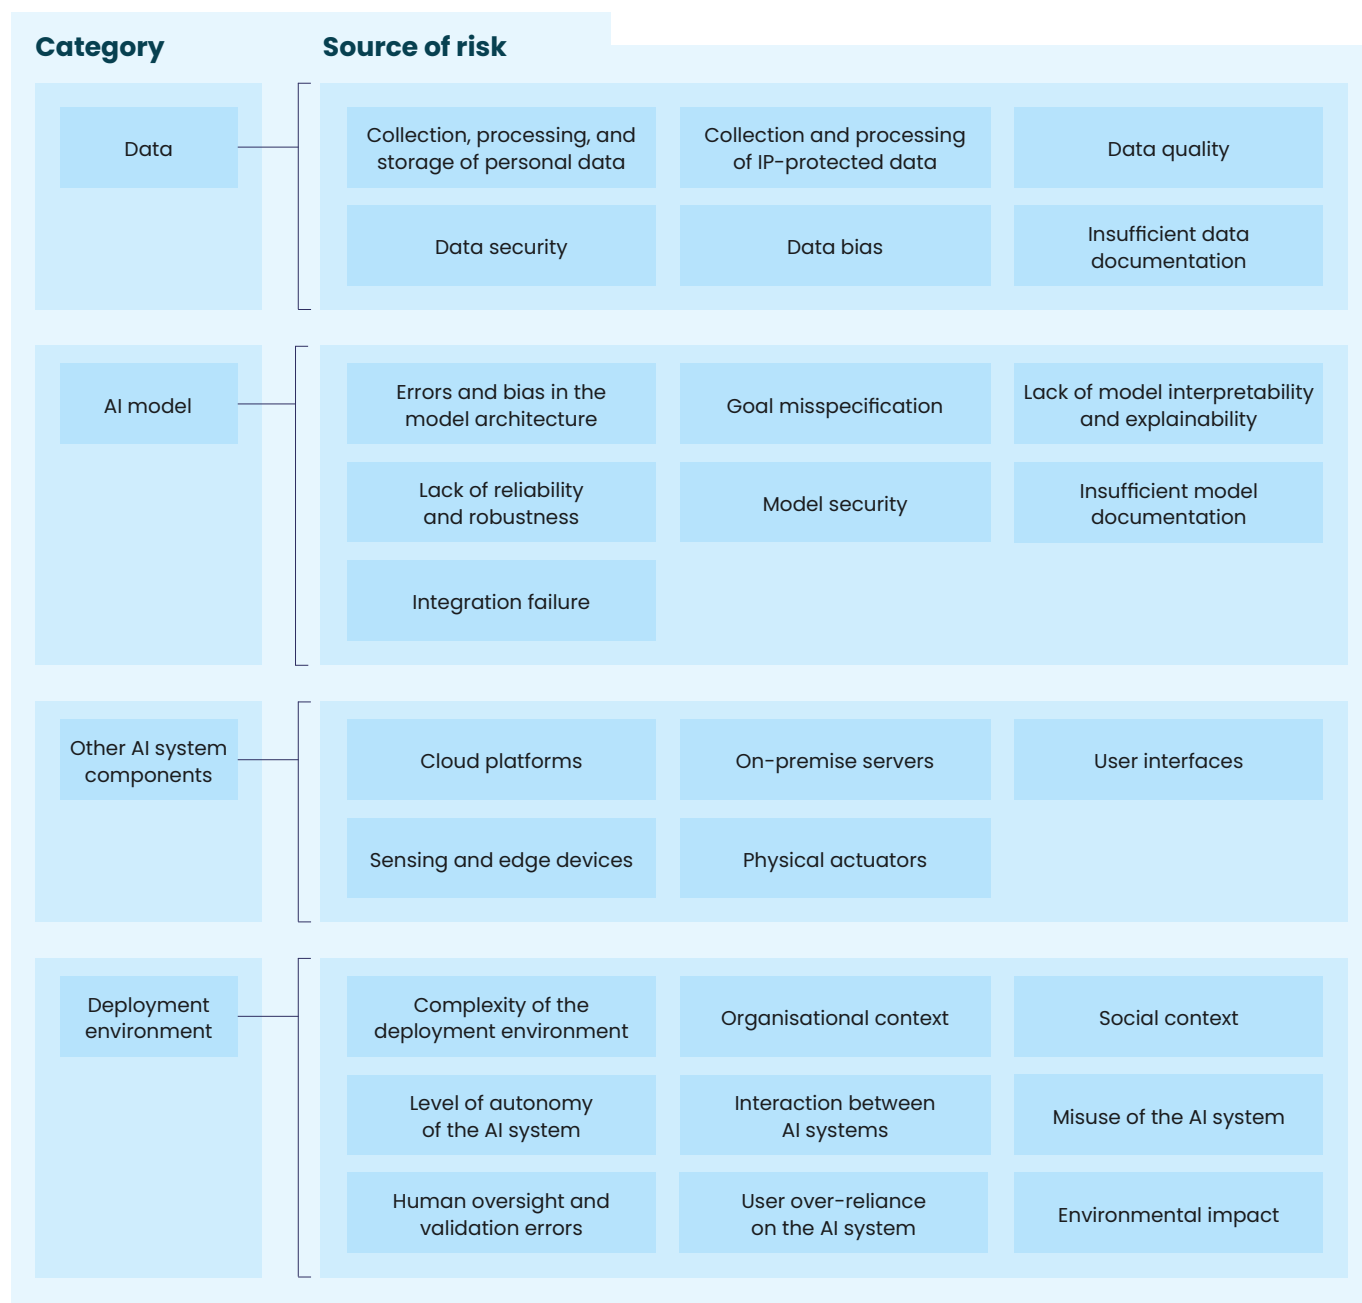 Category
Source of risk
Data
Collection, processing, and
storage of personal data
Collection and processing
of IP-protected data
Data quality
Data security
Data bias
Insufficient data
documentation
AI model
Errors and bias in the
model architecture
Goal misspecification
Lack of model interpretability
and explainability
Lack of reliability
and robustness
Model security
Insufficient model
documentation
Integration failure
Other AI system
components
Cloud platforms
On-premise servers
User interfaces
Sensing and edge devices
Physical actuators
Deployment
environment
Complexity of the
deployment environment
Organisational context
Social context
Level of autonomy
of the AI system
Interaction between
AI systems
Misuse of the AI system
Human oversight and
validation errors
User over-reliance
on the AI system
Environmental impact